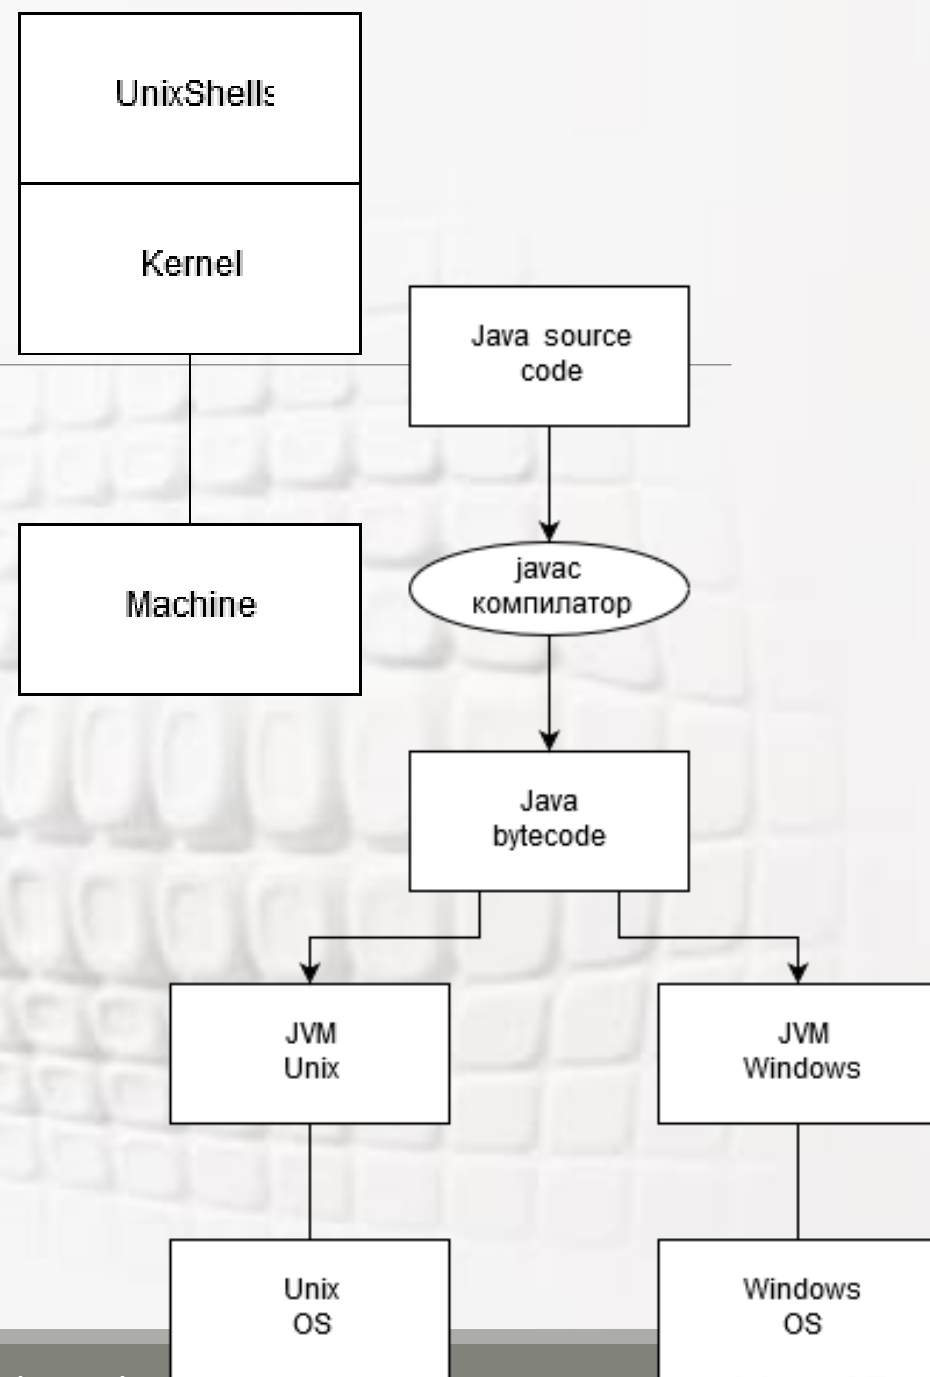 UnixShells
Kernel
Machine
Java source
code
javac
компилатор
Java
bytecode
JVM
Unix
JVM
Windows
Unix
OS
Windows
OS